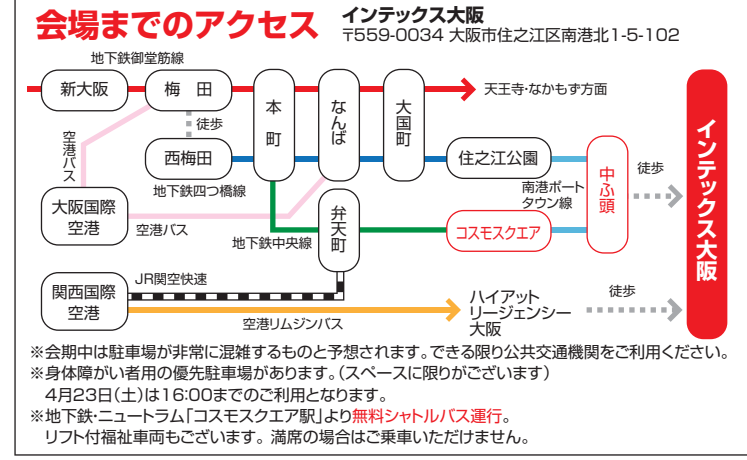 会場までのアクセス
インテックス大阪
〒559-0034 大阪市住之江区南港北1-5-102
地下鉄御堂筋線
新大阪
梅田
本町
なんば
大国町
天王寺・なかもず方面
徒歩
空港バス
西梅田
住之江公園
中ふ頭
徒歩
インテックス大阪
地下鉄四つ橋線
南港ポート
タウン線
大阪国際
空港
空港バス
弁天町
地下鉄中央線
コスモスクエア
関西国際
空港
JR関空快速
空港リムジンバス
ハイアット
リージェンシー
大阪
徒歩
※会期中は駐車場が非常に混雑するものと予想されます。できる限り公共交通機関をご利用ください。
※身体障がい者用の優先駐車場があります。(スペースに限りがございます)
4月23日(土)は16:00までのご利用となります。
※地下鉄・ニュートラム「コスモスクエア駅」より無料シャトルバス運行。
リフト付福祉車両もございます。満席の場合はご乗車いただけません。